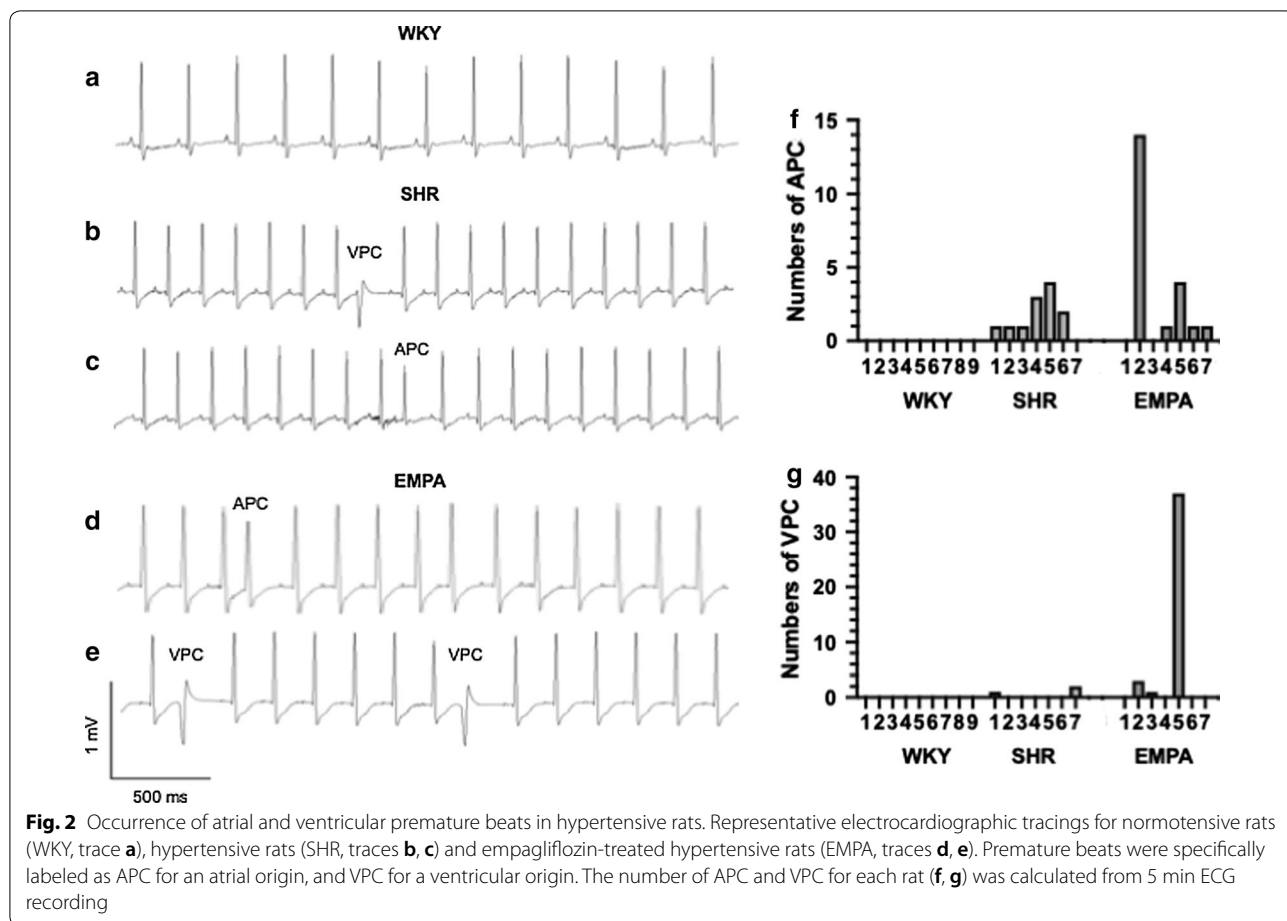 WKY
a
SHR
b
VPC
c
APC
EMPA
d
APC
e
VPC
VPC
1 mV
500 ms
f
15
10
5
0
Numbers of APC
123456789
1234567
1234567
WKY
SHR
EMPA
g
40
30
20
10
0
Numbers of VPC
123456789
1234567
1234567
WKY
SHR
EMPA
Fig. 2 Occurrence of atrial and ventricular premature beats in hypertensive rats. Representative electrocardiographic tracings for normotensive rats
(WKY, trace a), hypertensive rats (SHR, traces b, c) and empagliflozin-treated hypertensive rats (EMPA, traces d, e). Premature beats were specifically
labeled as APC for an atrial origin, and VPC for a ventricular origin. The number of APC and VPC for each rat (f, g) was calculated from 5 min ECG
recording